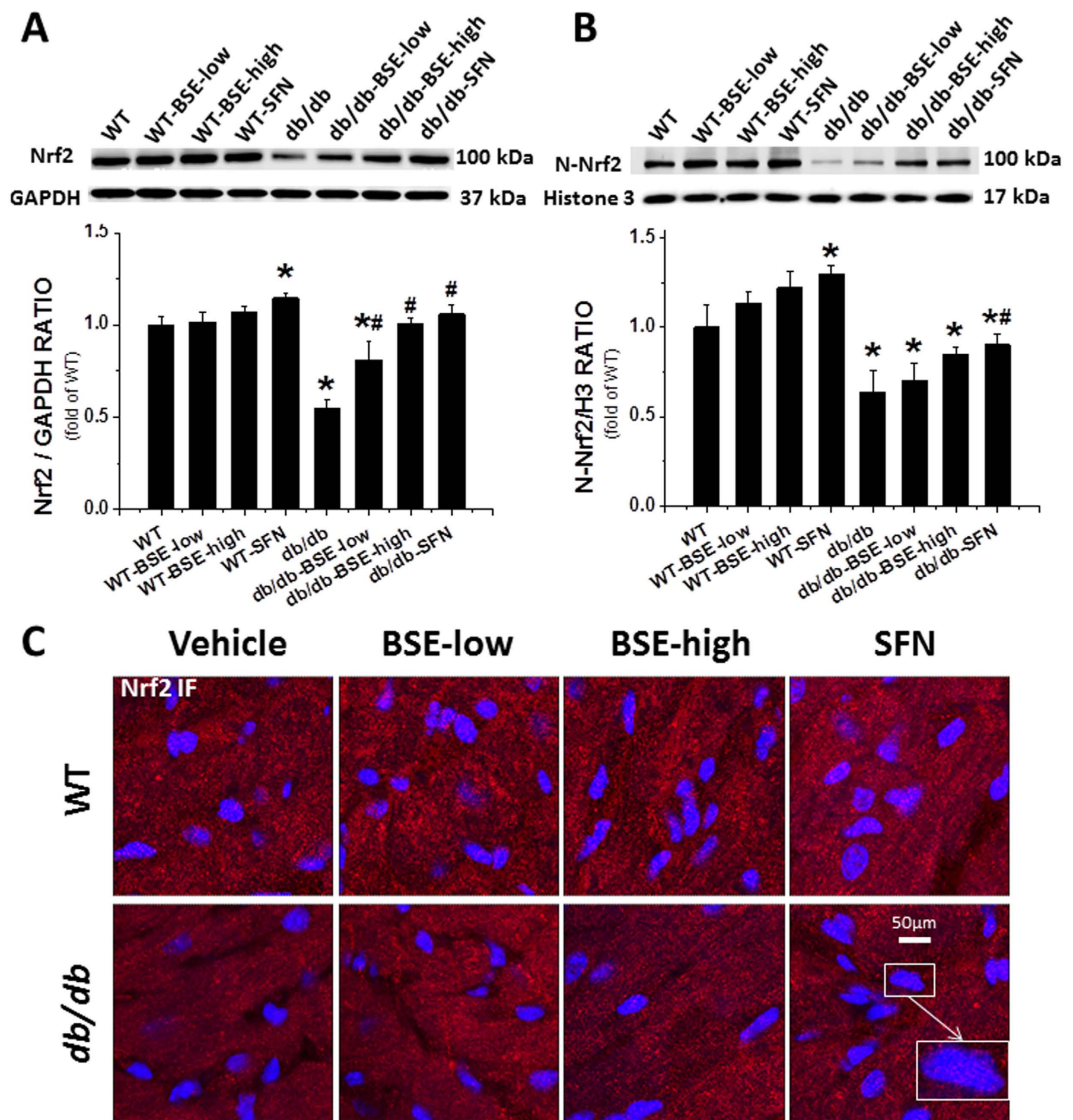 A
WT
WT-BSE-low
WT-BSE-high
WT-SFN
db/db
db/db-BSE-low
db/db-BSE-high
db/db-SFN
Nrf2
100 kDa
GAPDH
37 kDa
Nrf2 / GAPDH RATIO
(fold of WT)
1.5
1.0
0.5
0.0
*
*
*#
#
#
WT
WT-BSE-low
WT-BSE-high
WT-SFN
db/db
db/db-BSE-low
db/db-BSE-high
db/db-SFN
B
WT
WT-BSE-low
WT-BSE-high
WT-SFN
db/db
db/db-BSE-low
db/db-BSE-high
db/db-SFN
N-Nrf2
100 kDa
Histone 3
17 kDa
N-Nrf2/H3 RATIO
(fold of WT)
1.5
1.0
0.5
0.0
*
*
*
*
*#
WT
WT-BSE-low
WT-BSE-high
WT-SFN
db/db
db/db-BSE-low
db/db-BSE-high
db/db-SFN
C
Vehicle
BSE-low
BSE-high
SFN
Nrf2 IF
WT
db/db
50μm